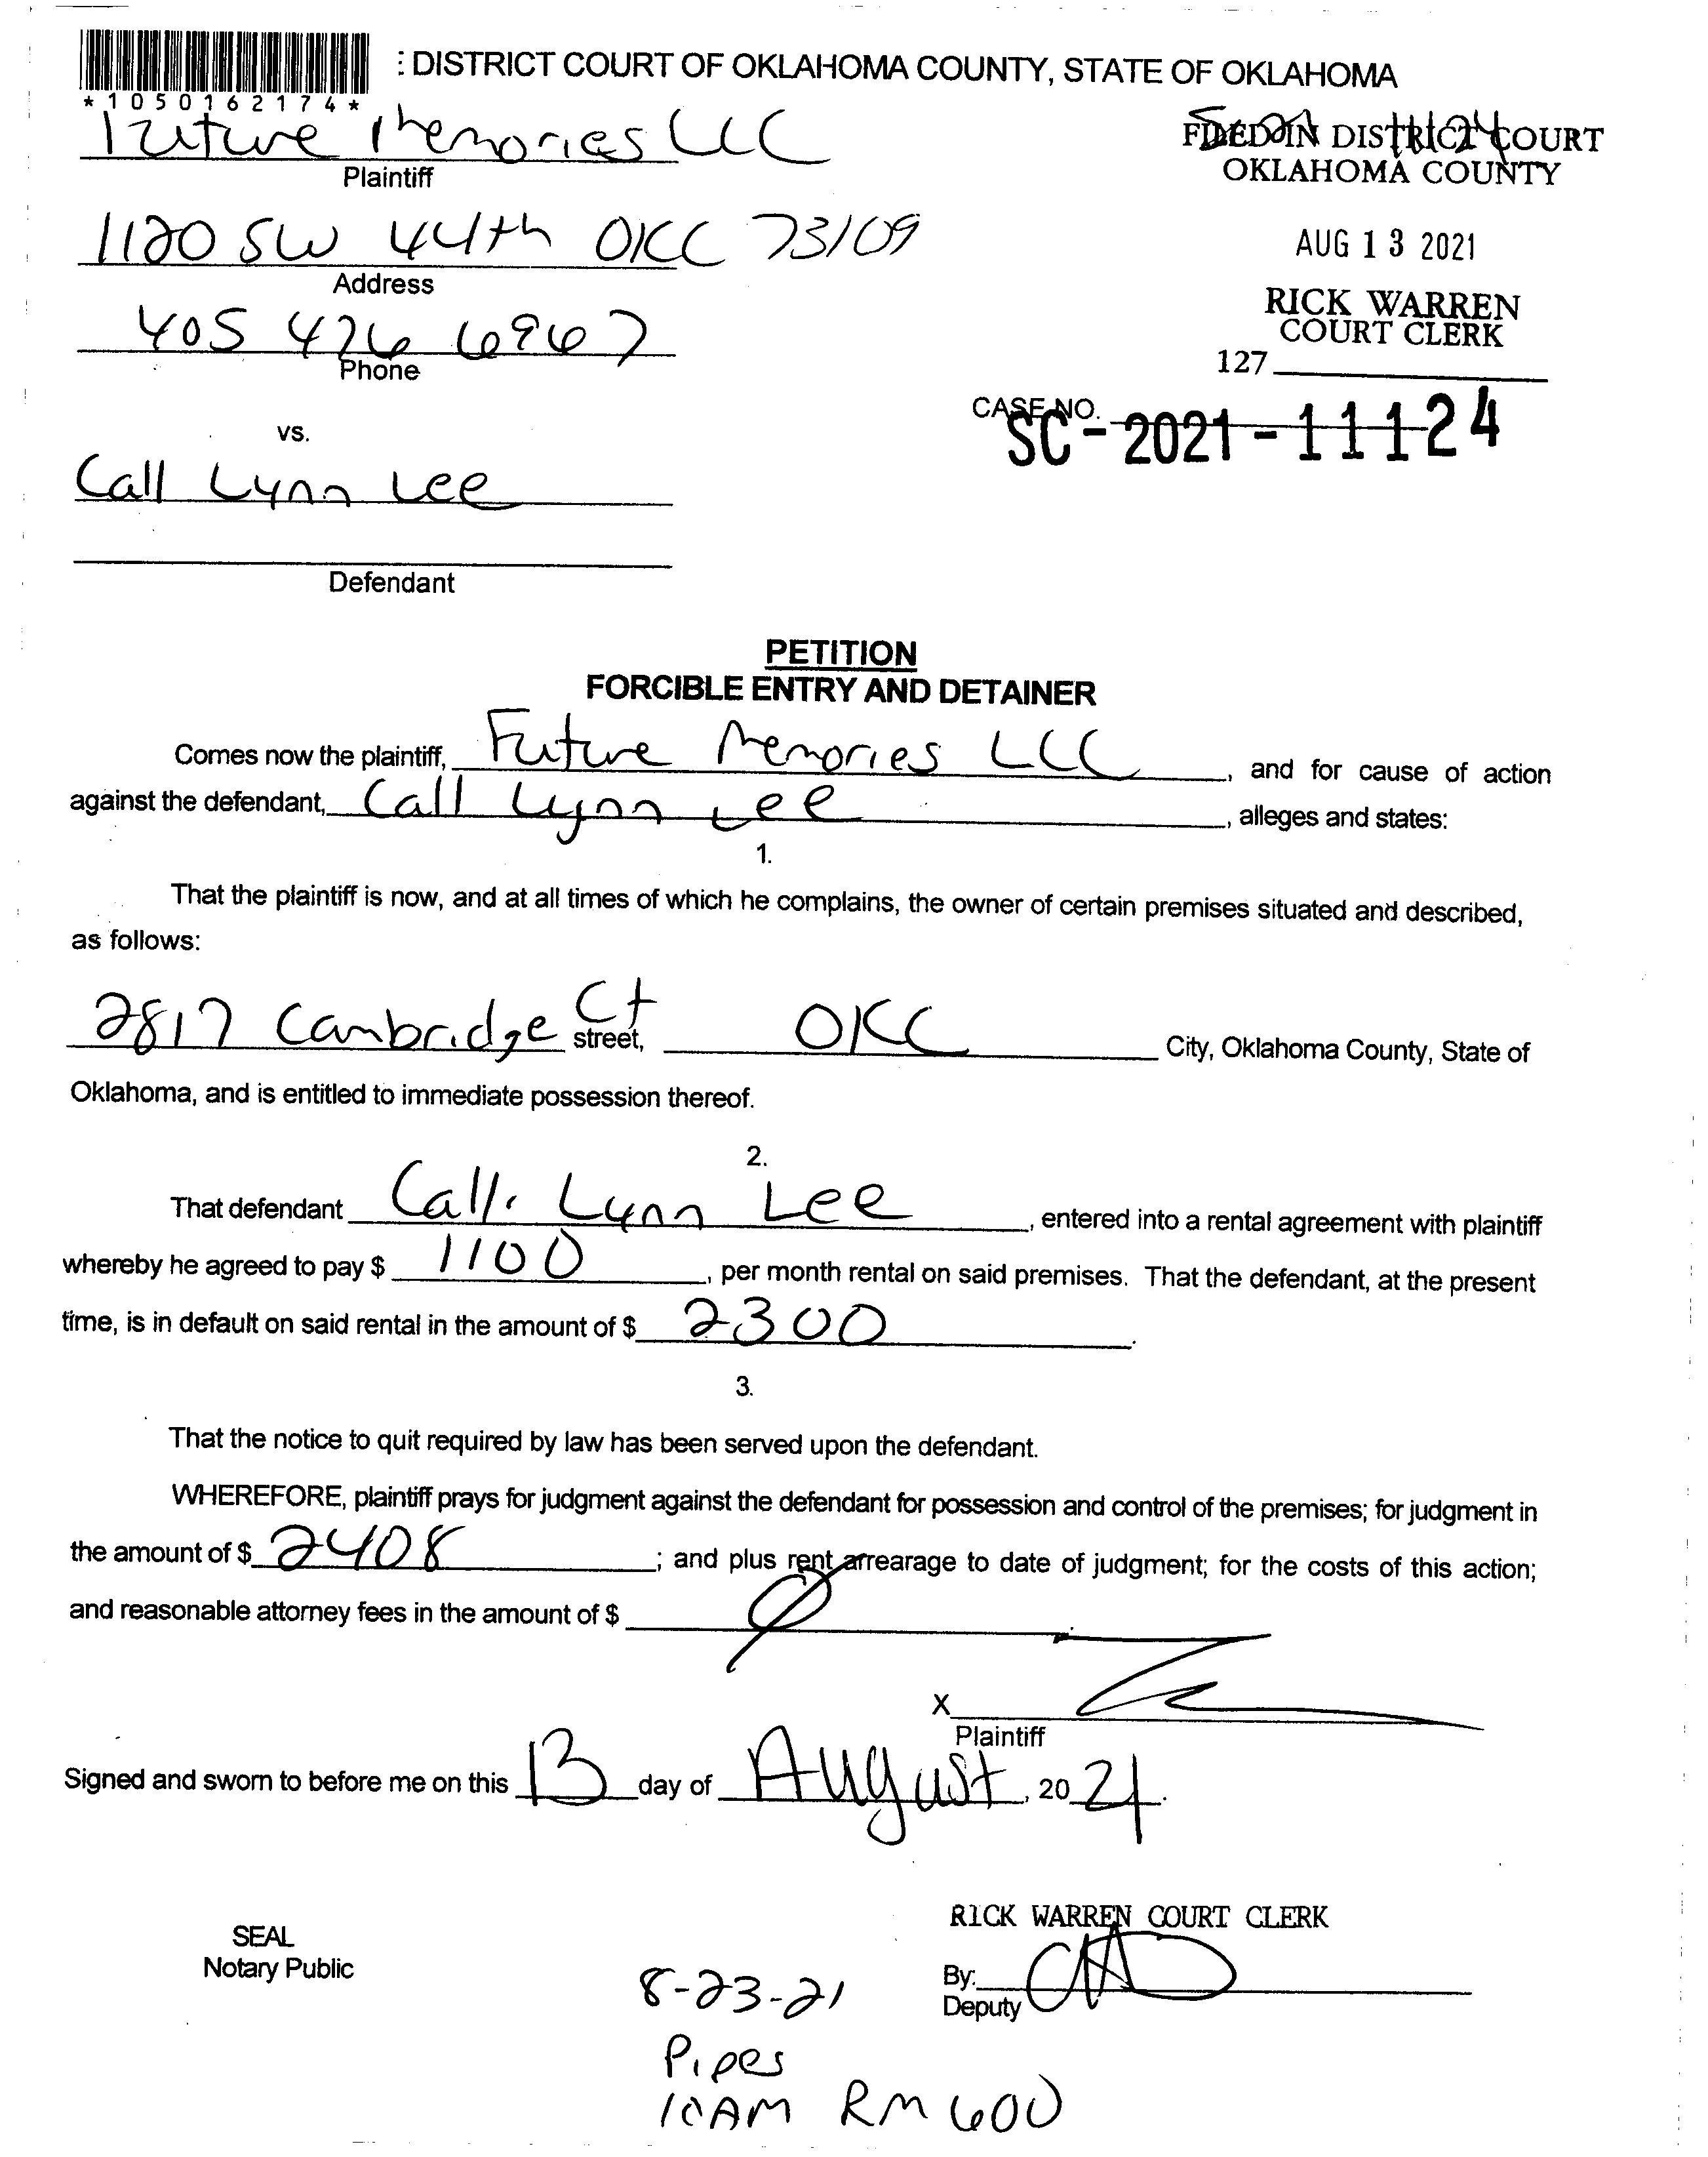 : DISTRICT COURT OF OKLAHOMA COUNTY, STATE OF OKLAHOMA
*1050162174*
Future Memories LLC
Plaintiff
FILED IN DISTRICT COURT
OKLAHOMA COUNTY
1120 SW 44th OKC 73109
Address
AUG 13 2021
405 426 6967
Phone
RICK WARREN
COURT CLERK
127
CASE NO.
SC-2021-11124
vs.
Call Lynn Lee
Defendant
PETITION
FORCIBLE ENTRY AND DETAINER
Comes now the plaintiff, Future Memories LLC, and for cause of action
against the defendant, Call Lynn Lee, alleges and states:
1.
That the plaintiff is now, and at all times of which he complains, the owner of certain premises situated and described,
as follows:
2817 Cambridge Ct street, OKC City, Oklahoma County, State of
Oklahoma, and is entitled to immediate possession thereof.
2.
That defendant Calli Lynn Lee, entered into a rental agreement with plaintiff
whereby he agreed to pay $ 1100, per month rental on said premises. That the defendant, at the present
time, is in default on said rental in the amount of $ 2300.
3.
That the notice to quit required by law has been served upon the defendant.
WHEREFORE, plaintiff prays for judgment against the defendant for possession and control of the premises; for judgment in
the amount of $ 2408; and plus rent arrearage to date of judgment; for the costs of this action;
and reasonable attorney fees in the amount of $ Ø
X
Plaintiff
Signed and sworn to before me on this 13 day of August, 2021.
RICK WARREN COURT CLERK
SEAL
Notary Public
By:
Deputy
8-23-21
Pipes
10AM RM 600